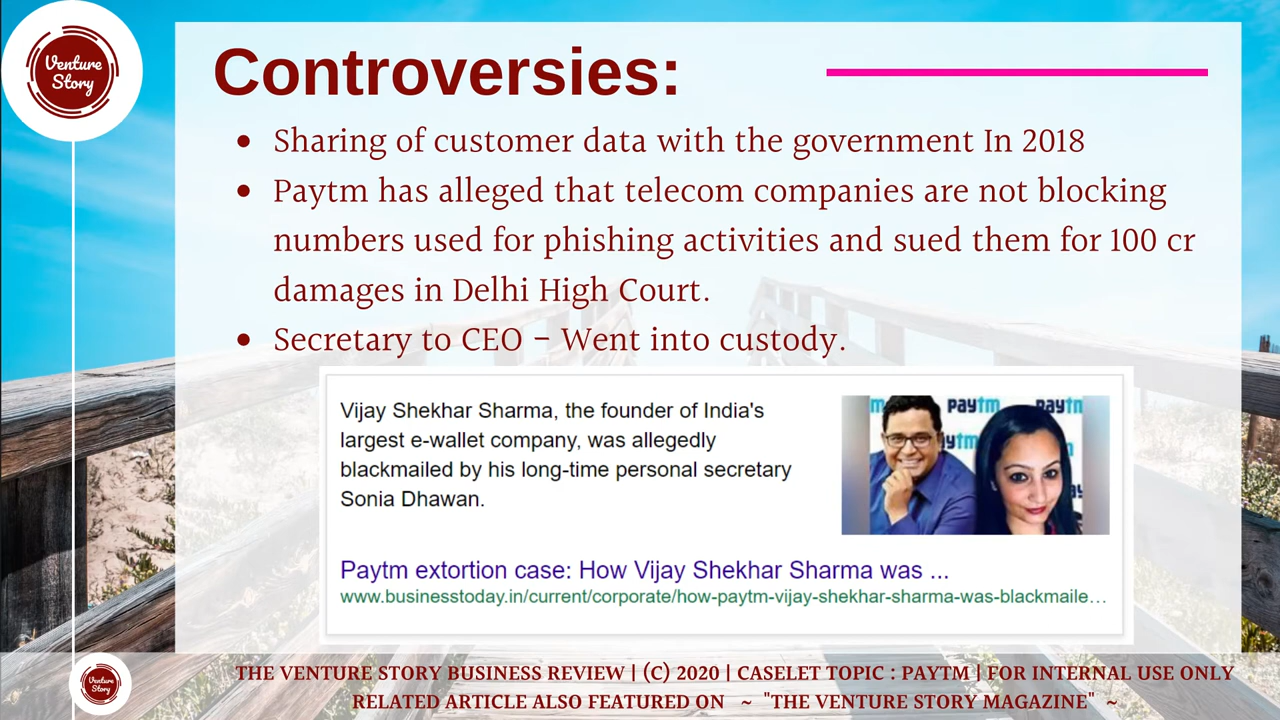 Venture
Story
Controversies:
• Sharing of customer data with the government In 2018
• Paytm has alleged that telecom companies are not blocking
numbers used for phishing activities and sued them for 100 cr
damages in Delhi High Court.
• Secretary to CEO – Went into custody.
Vijay Shekhar Sharma, the founder of India's
largest e-wallet company, was allegedly
blackmailed by his long-time personal secretary
Sonia Dhawan.
paytm paytm
Paytm extortion case: How Vijay Shekhar Sharma was ...
www.businesstoday.in/current/corporate/how-paytm-vijay-shekhar-sharma-was-blackmaile...
Venture
Story
THE VENTURE STORY BUSINESS REVIEW | (C) 2020 | CASELET TOPIC : PAYTM | FOR INTERNAL USE ONLY
RELATED ARTICLE ALSO FEATURED ON ~ "THE VENTURE STORY MAGAZINE" ~